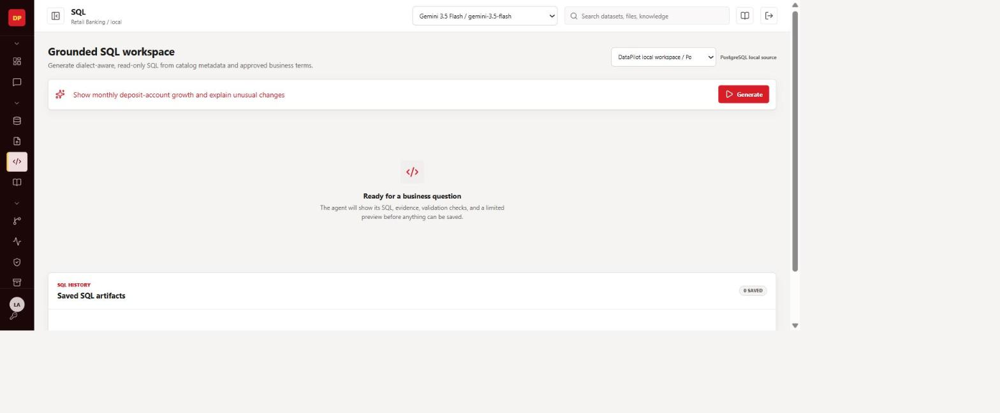 DP
SQL
Retail Banking / local
Gemini 3.5 Flash / gemini-3.5-flash
Search datasets, files, knowledge
Grounded SQL workspace
Generate dialect-aware, read-only SQL from catalog metadata and approved business terms.
DataPilot local workspace / Po
PostgreSQL local source
Show monthly deposit-account growth and explain unusual changes
Generate
Ready for a business question
The agent will show its SQL, evidence, validation checks, and a limited
preview before anything can be saved.
SQL HISTORY
Saved SQL artifacts
0 SAVED
LA